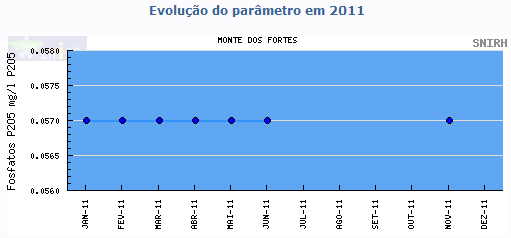 Evolução do parâmetro em 2011
MONTE DOS FORTES
SNIRH
Fosfatos P2O5 mg/l P2O5
0.0580
0.0575
0.0570
0.0565
0.0560
JAN-11
FEV-11
MAR-11
ABR-11
MAI-11
JUN-11
JUL-11
AGO-11
SET-11
OUT-11
NOV-11
DEZ-11